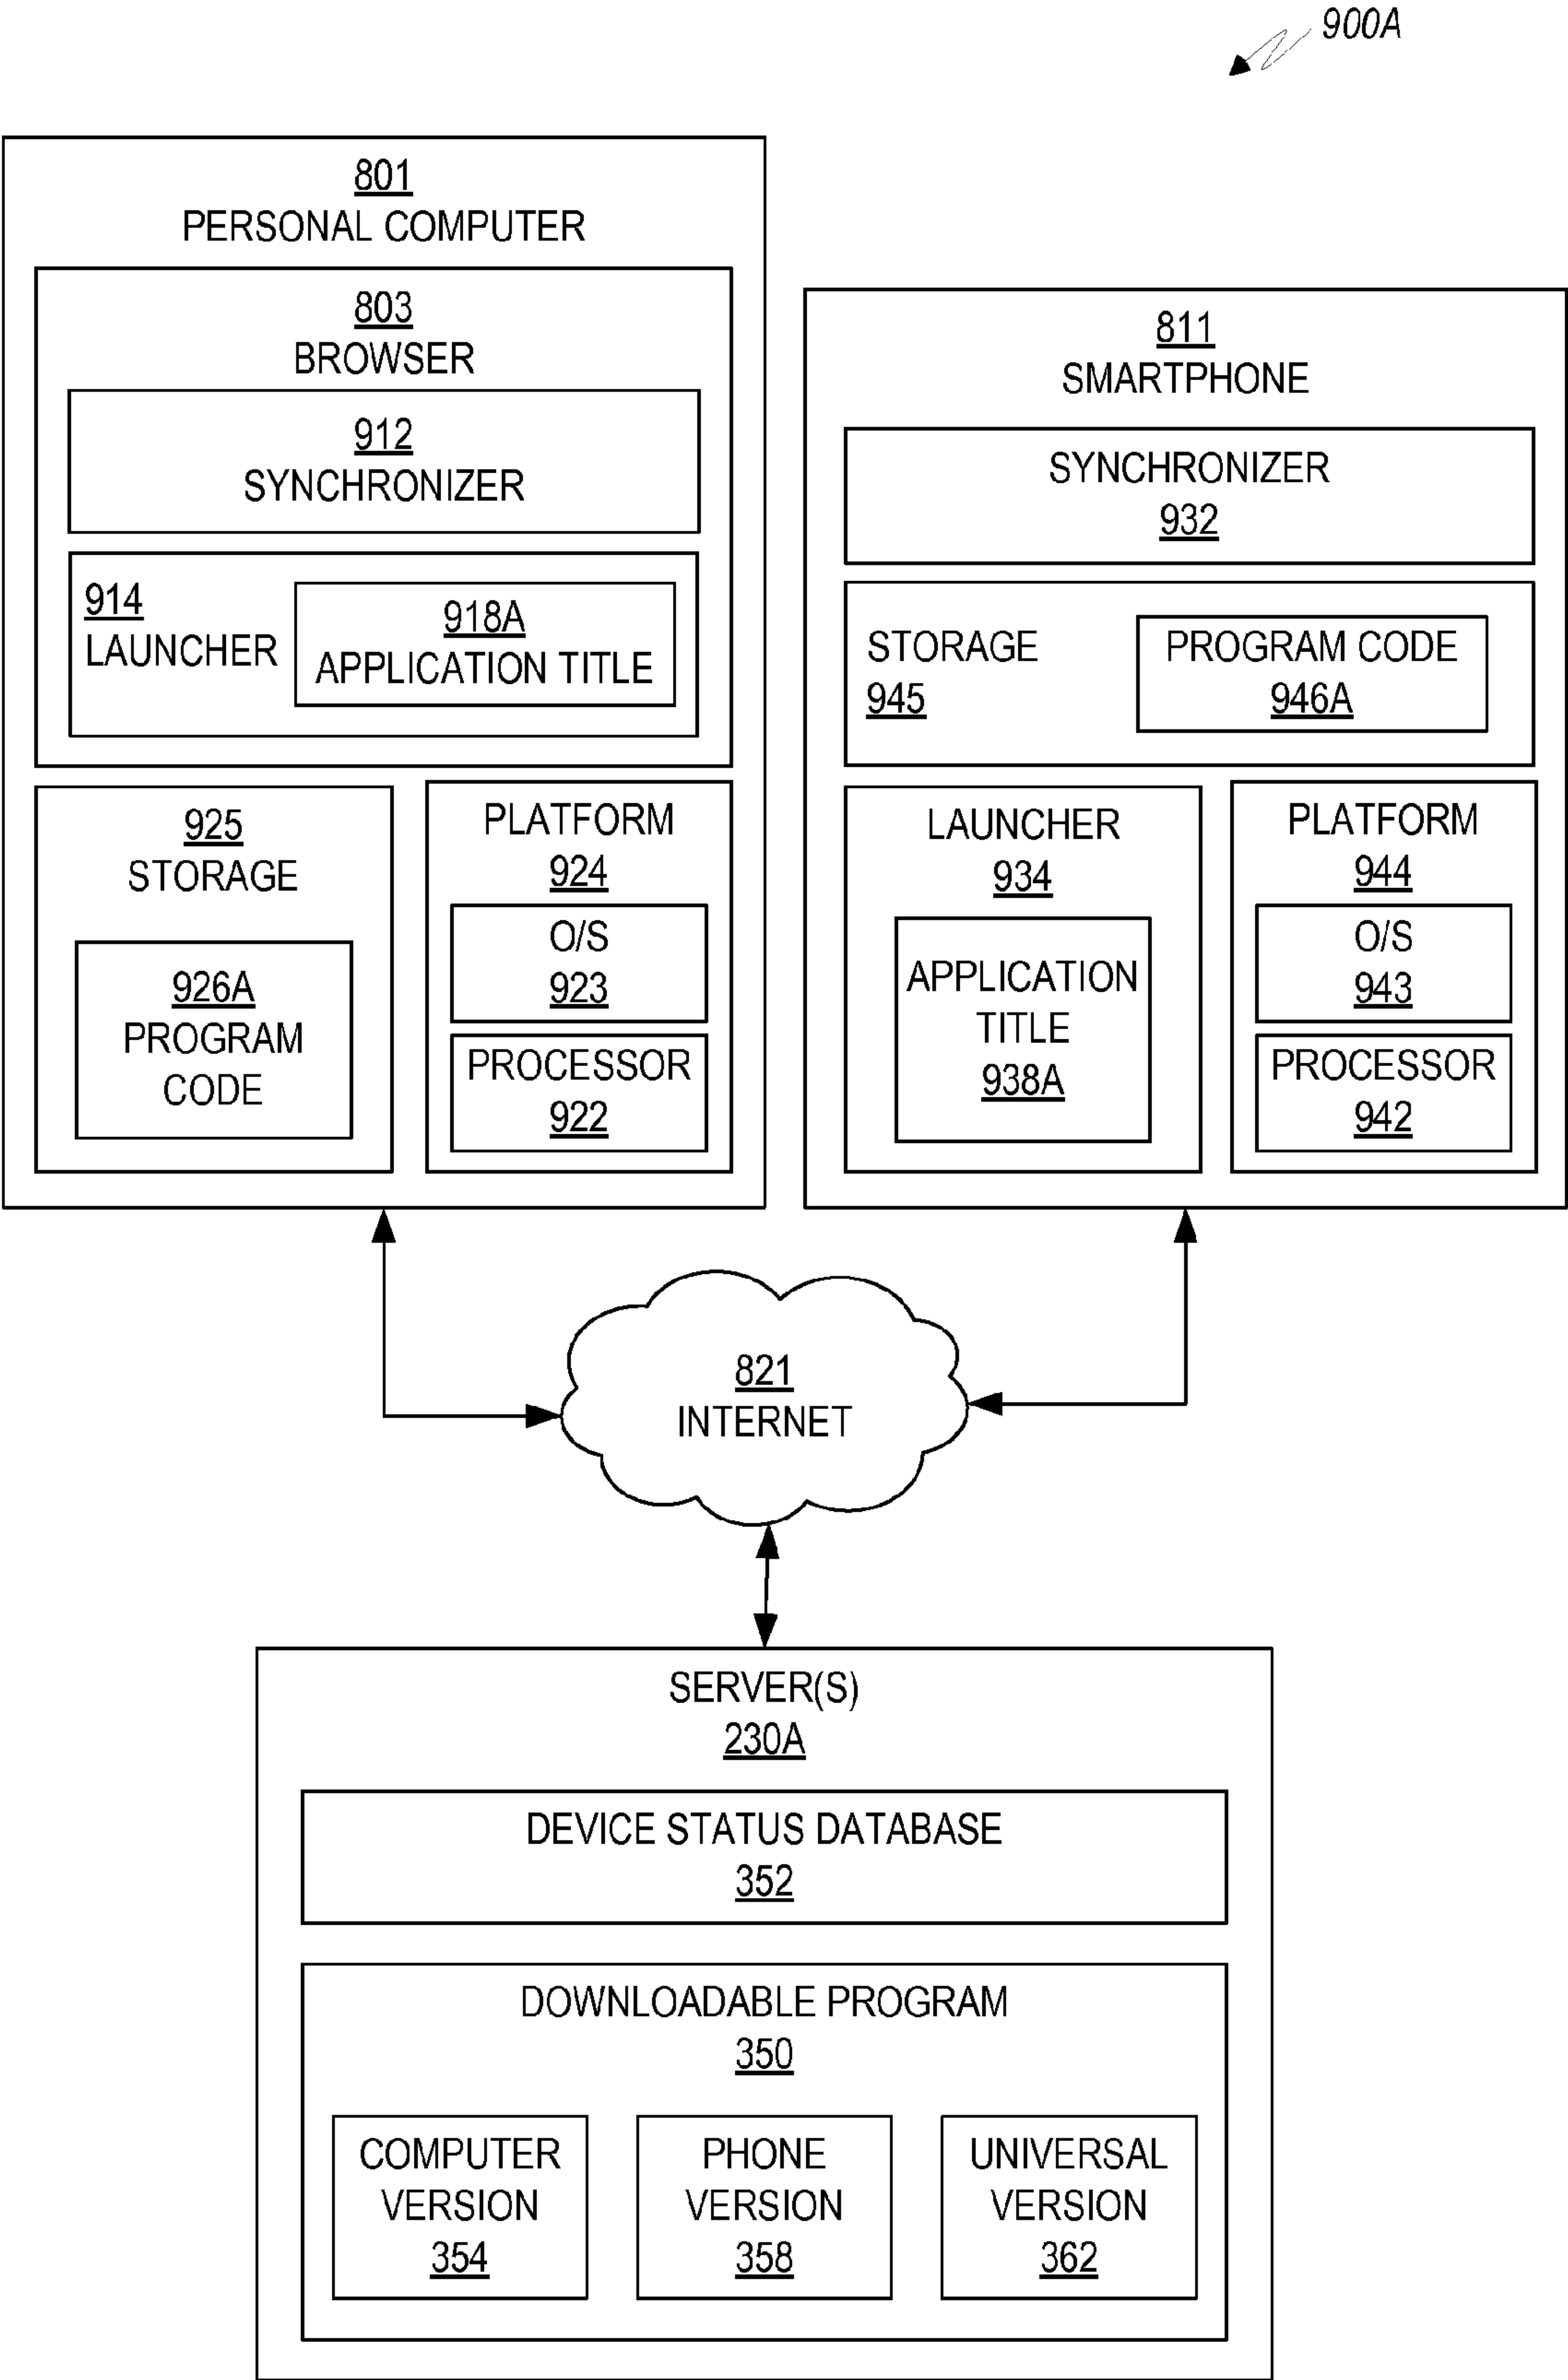 900A
801
PERSONAL COMPUTER
803
BROWSER
912
SYNCHRONIZER
914
LAUNCHER
918A
APPLICATION TITLE
925
STORAGE
926A
PROGRAM
CODE
PLATFORM
924
O/S
923
PROCESSOR
922
811
SMARTPHONE
SYNCHRONIZER
932
STORAGE
945
PROGRAM CODE
946A
LAUNCHER
934
APPLICATION
TITLE
938A
PLATFORM
944
O/S
943
PROCESSOR
942
821
INTERNET
SERVER(S)
230A
DEVICE STATUS DATABASE
352
DOWNLOADABLE PROGRAM
350
COMPUTER
VERSION
354
PHONE
VERSION
358
UNIVERSAL
VERSION
362